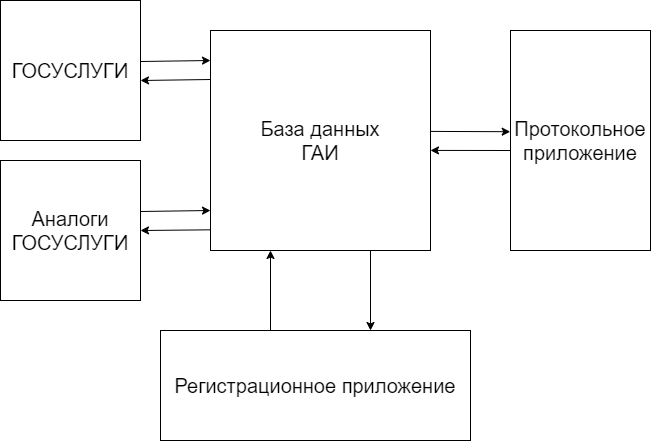 ГОСУСЛУГИ
База данных
ГАИ
Протокольное
приложение
Аналоги
ГОСУСЛУГИ
Регистрационное приложение